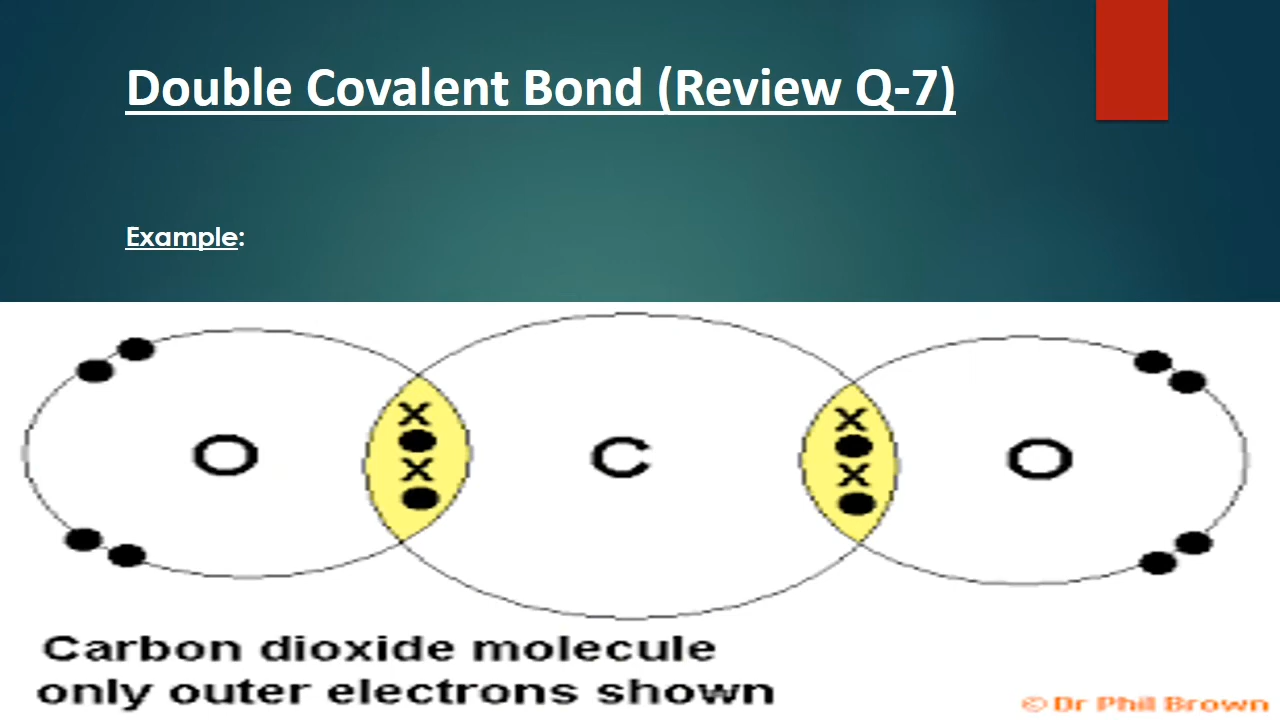 Double Covalent Bond (Review Q-7)
Example:
O x x C x x O
Carbon dioxide molecule
only outer electrons shown
© Dr Phil Brown